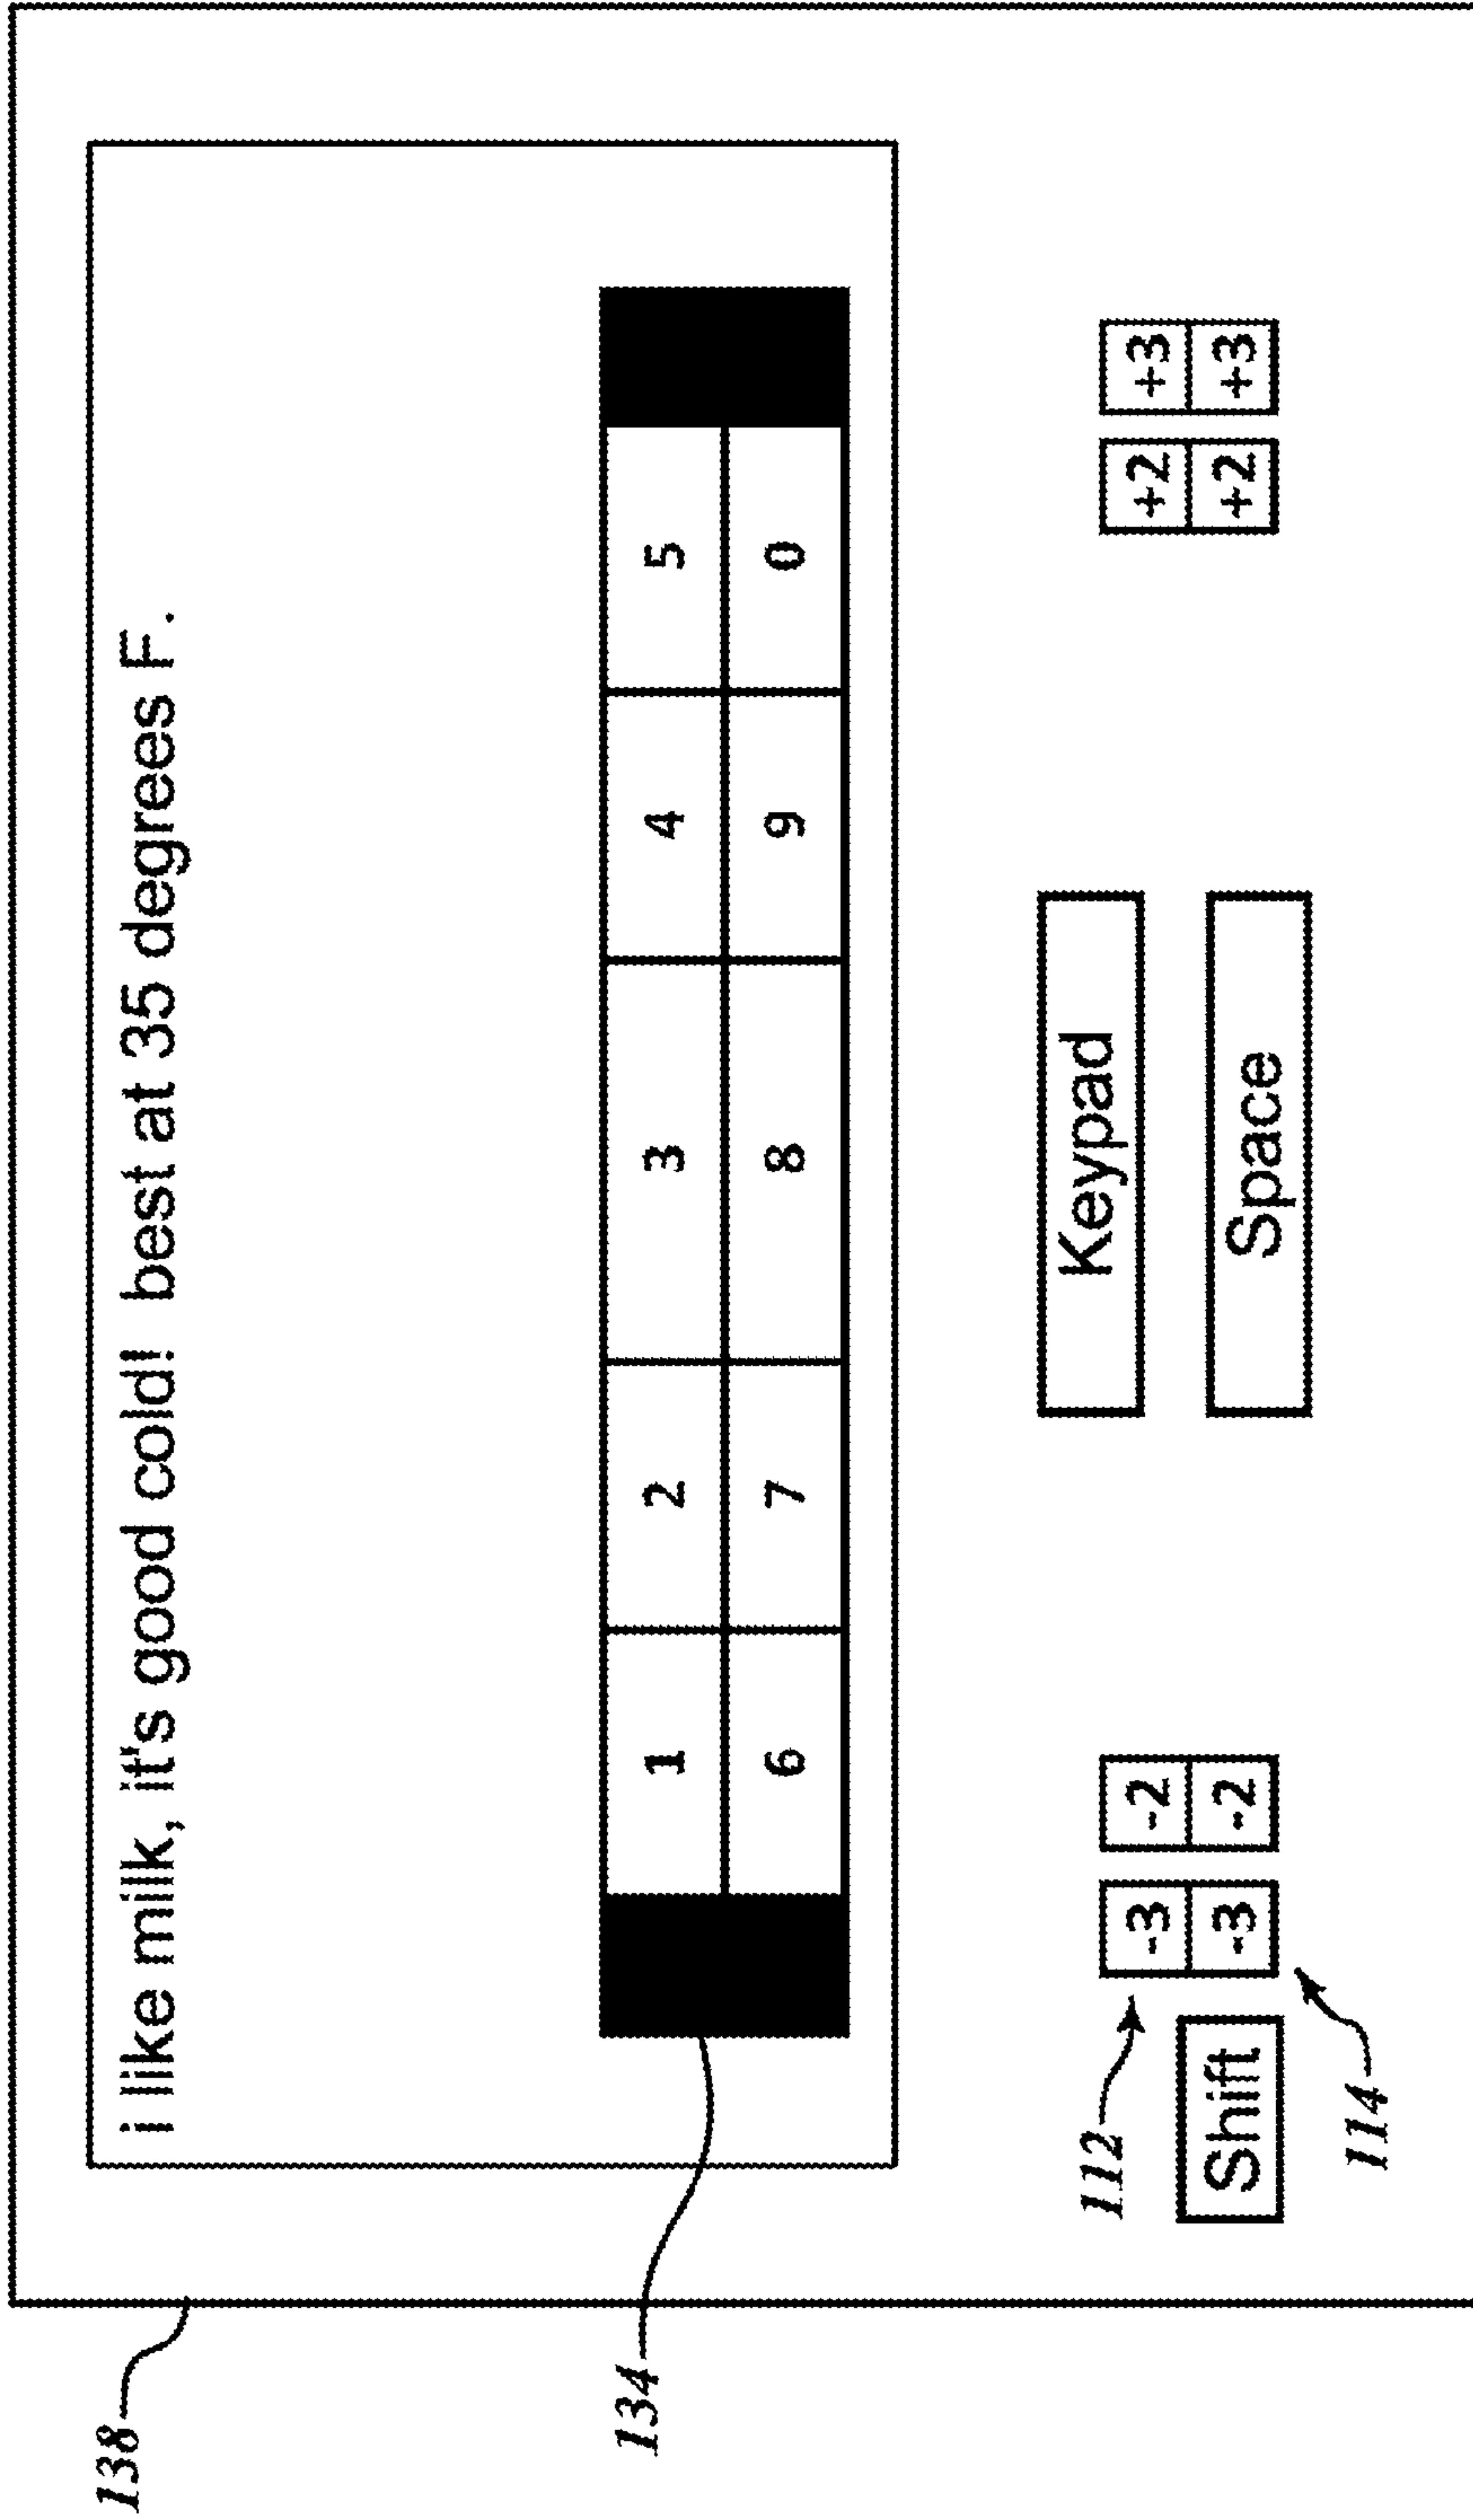 i like milk, it's good cold!  best at 35 degrees F.
1 2 3 4 5
6 7 8 9 0
138
134
Keypad
-3 -2 +2 +3
-3 -2 +2 +3
112
Shift
Space
114